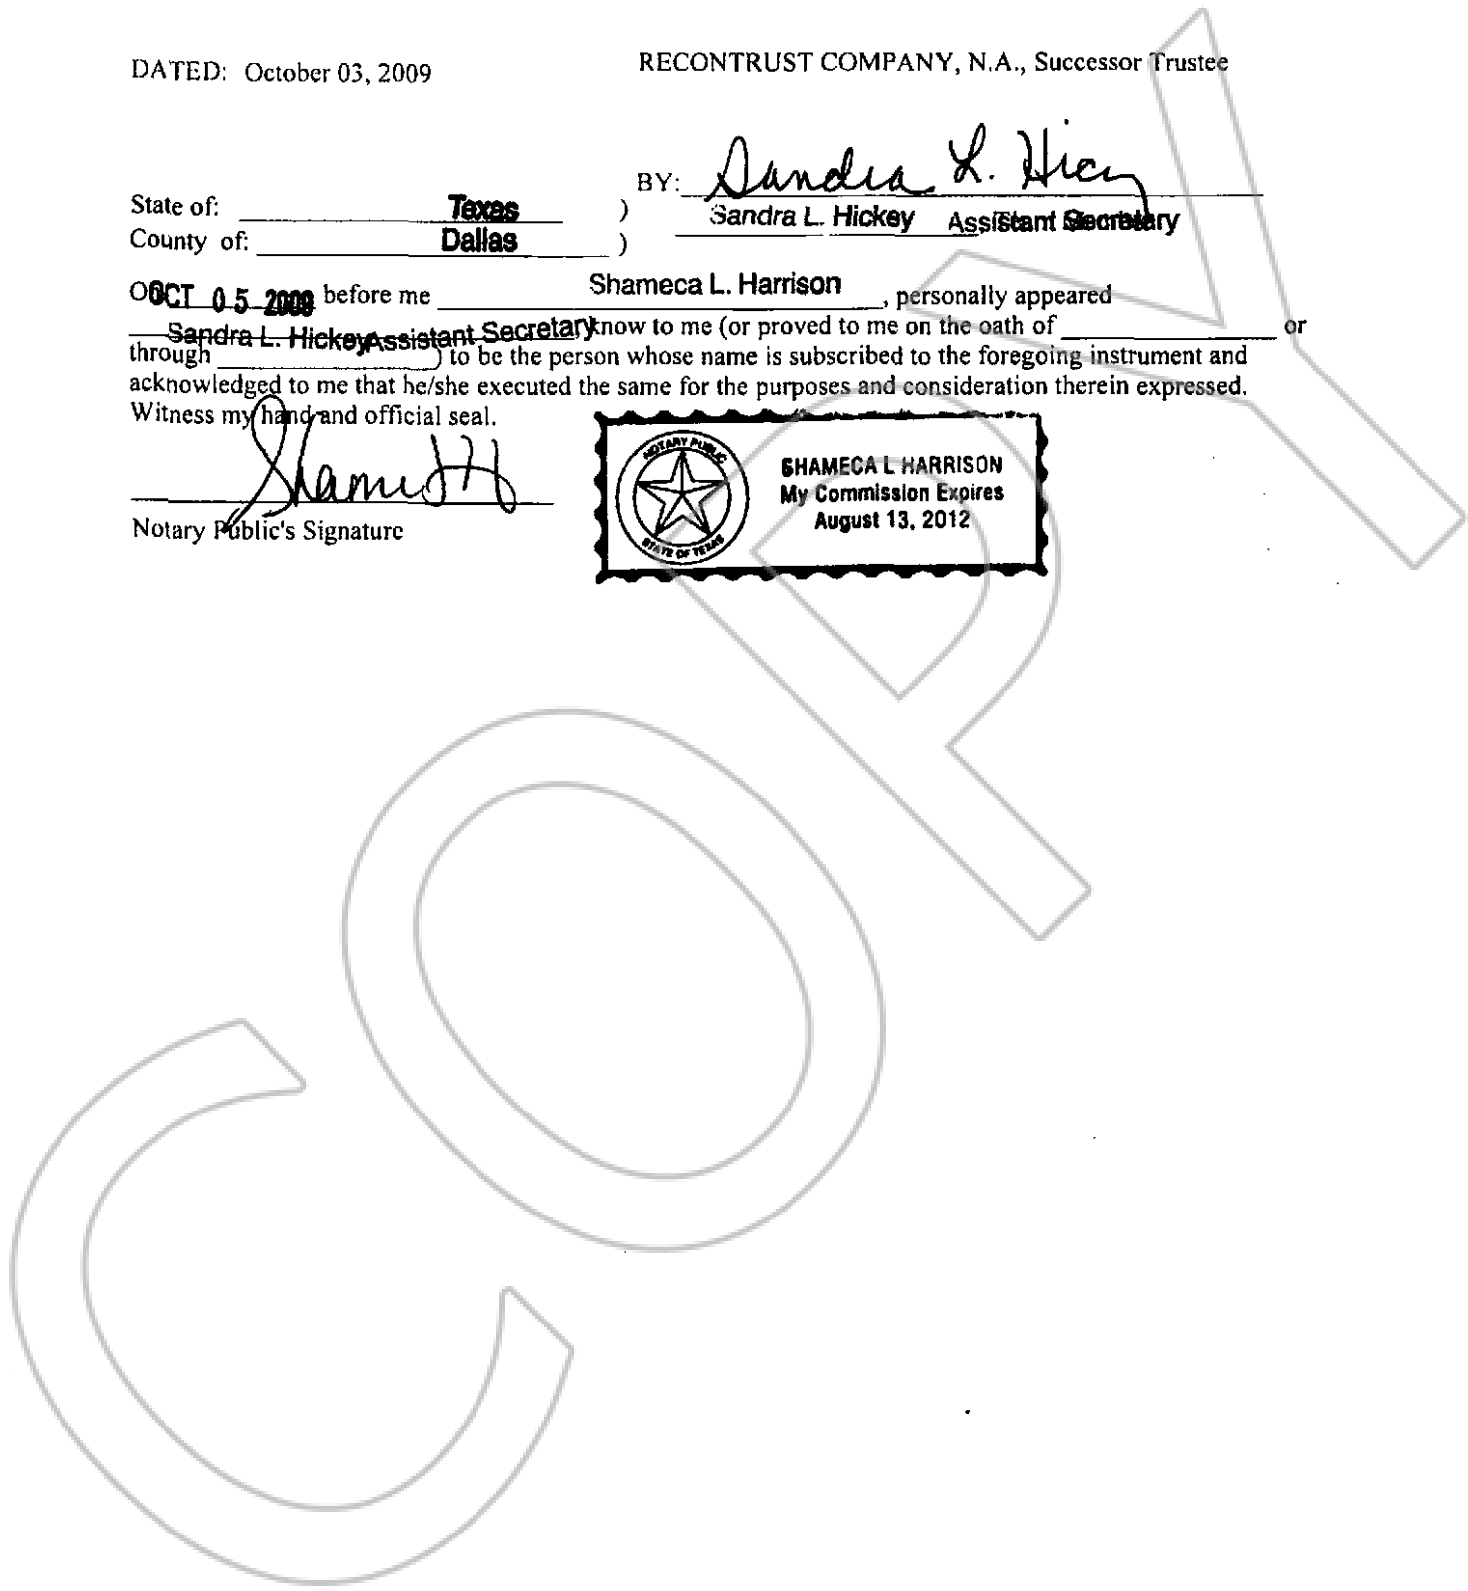 DATED: October 03, 2009
RECONTRUST COMPANY, N.A., Successor Trustee
BY: Sandra L. Hickey
State of: Texas )
Sandra L. Hickey Assistant Secretary
County of: Dallas )
OCT 05 2009 before me Shameca L. Harrison, personally appeared
Sandra L. Hickey Assistant Secretary know to me (or proved to me on the oath of ____ or
through ____) to be the person whose name is subscribed to the foregoing instrument and
acknowledged to me that he/she executed the same for the purposes and consideration therein expressed.
Witness my hand and official seal.
Notary Public's Signature
NOTARY PUBLIC
STATE OF TEXAS
SHAMECA L HARRISON
My Commission Expires
August 13, 2012
COPY